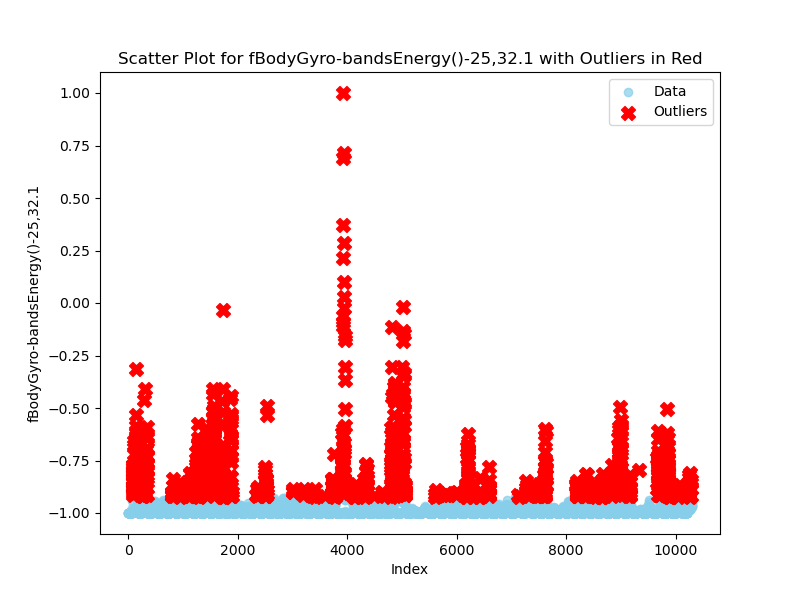 Scatter Plot for fBodyGyro-bandsEnergy()-25,32.1 with Outliers in Red
Data
Outliers
1.00
0.75
0.50
0.25
0.00
−0.25
−0.50
−0.75
−1.00
fBodyGyro-bandsEnergy()-25,32.1
0 2000 4000 6000 8000 10000
Index